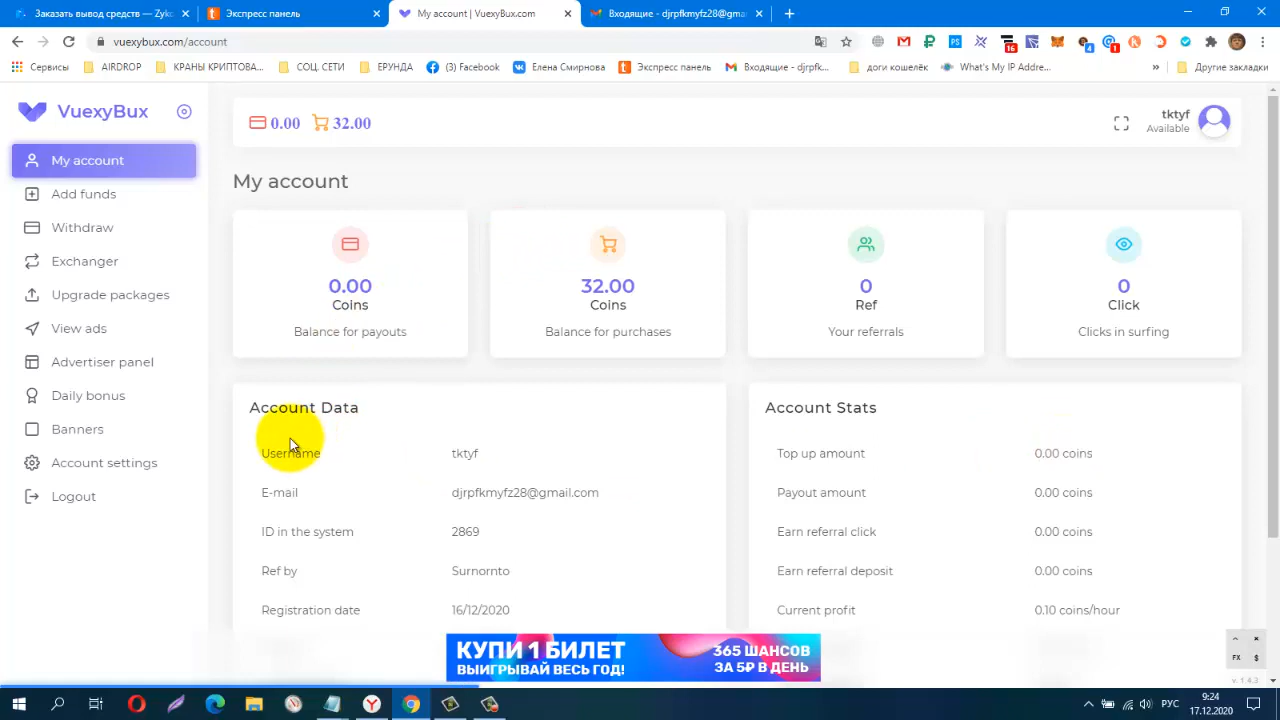 Заказать вывод средств — Zyk
Экспресс панель
My account | VuexyBux.com
Входящие - djrpfkmyfz28@gma
vuexybux.com/account
16
4
1
Сервисы
AIRDROP
КРАНЫ КРИПТОВА...
СОЦ. СЕТИ
ЕРУНДА
(3) Facebook
Елена Смирнова
Экспресс панель
Входящие - djrpfk...
доги кошелёк
What's My IP Addre...
»
Другие закладки
VuexyBux
My account
Add funds
Withdraw
Exchanger
Upgrade packages
View ads
Advertiser panel
Daily bonus
Banners
Account settings
Logout
0.00
32.00
tktyf
Available
My account
0.00
Coins
Balance for payouts
32.00
Coins
Balance for purchases
0
Ref
Your referrals
0
Click
Clicks in surfing
Account Data
Username tktyf
E-mail djrpfkmyfz28@gmail.com
ID in the system 2869
Ref by Surnornto
Registration date 16/12/2020
Account Stats
Top up amount 0.00 coins
Payout amount 0.00 coins
Earn referral click 0.00 coins
Earn referral deposit 0.00 coins
Current profit 0.10 coins/hour
КУПИ 1 БИЛЕТ
ВЫИГРЫВАЙ ВЕСЬ ГОД!
365 ШАНСОВ
ЗА 5₽ В ДЕНЬ
FX $
v. 1.4.3
РУС
9:24
17.12.2020